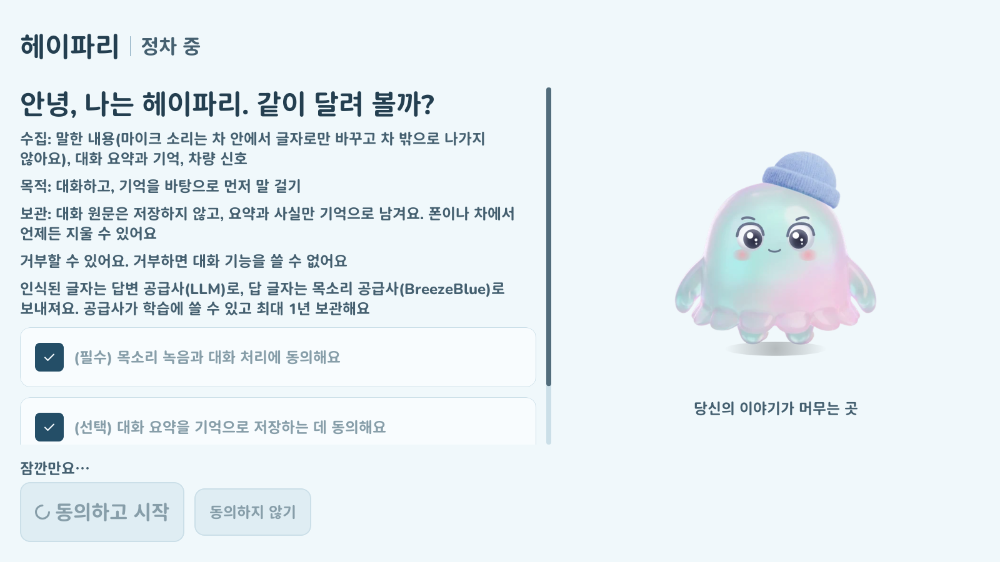 헤이파리 정차 중
안녕, 나는 헤이파리. 같이 달려 볼까?
수집: 말한 내용(마이크 소리는 차 안에서 글자로만 바꾸고 차 밖으로 나가지
않아요), 대화 요약과 기억, 차량 신호
목적: 대화하고, 기억을 바탕으로 먼저 말 걸기
보관: 대화 원문은 저장하지 않고, 요약과 사실만 기억으로 남겨요. 폰이나 차에서
언제든 지울 수 있어요
거부할 수 있어요. 거부하면 대화 기능을 쓸 수 없어요
인식된 글자는 답변 공급사(LLM)로, 답 글자는 목소리 공급사(BreezeBlue)로
보내져요. 공급사가 학습에 쓸 수 있고 최대 1년 보관해요
(필수) 목소리 녹음과 대화 처리에 동의해요
(선택) 대화 요약을 기억으로 저장하는 데 동의해요
당신의 이야기가 머무는 곳
잠깐만요…
동의하고 시작
동의하지 않기